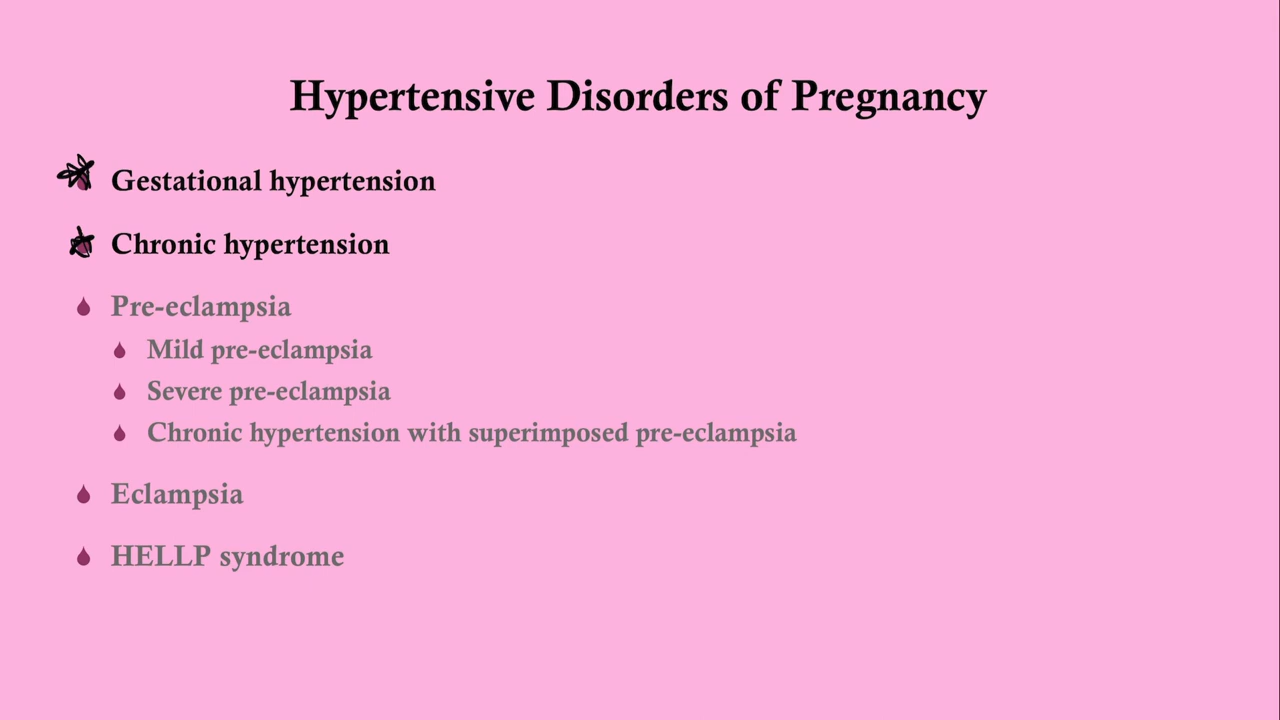 Hypertensive Disorders of Pregnancy
Gestational hypertension
Chronic hypertension
Pre-eclampsia
Mild pre-eclampsia
Severe pre-eclampsia
Chronic hypertension with superimposed pre-eclampsia
Eclampsia
HELLP syndrome